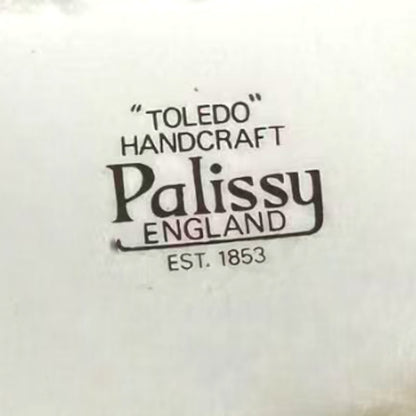 "TOLEDO"
HANDCRAFT
Palissy
ENGLAND
EST. 1853